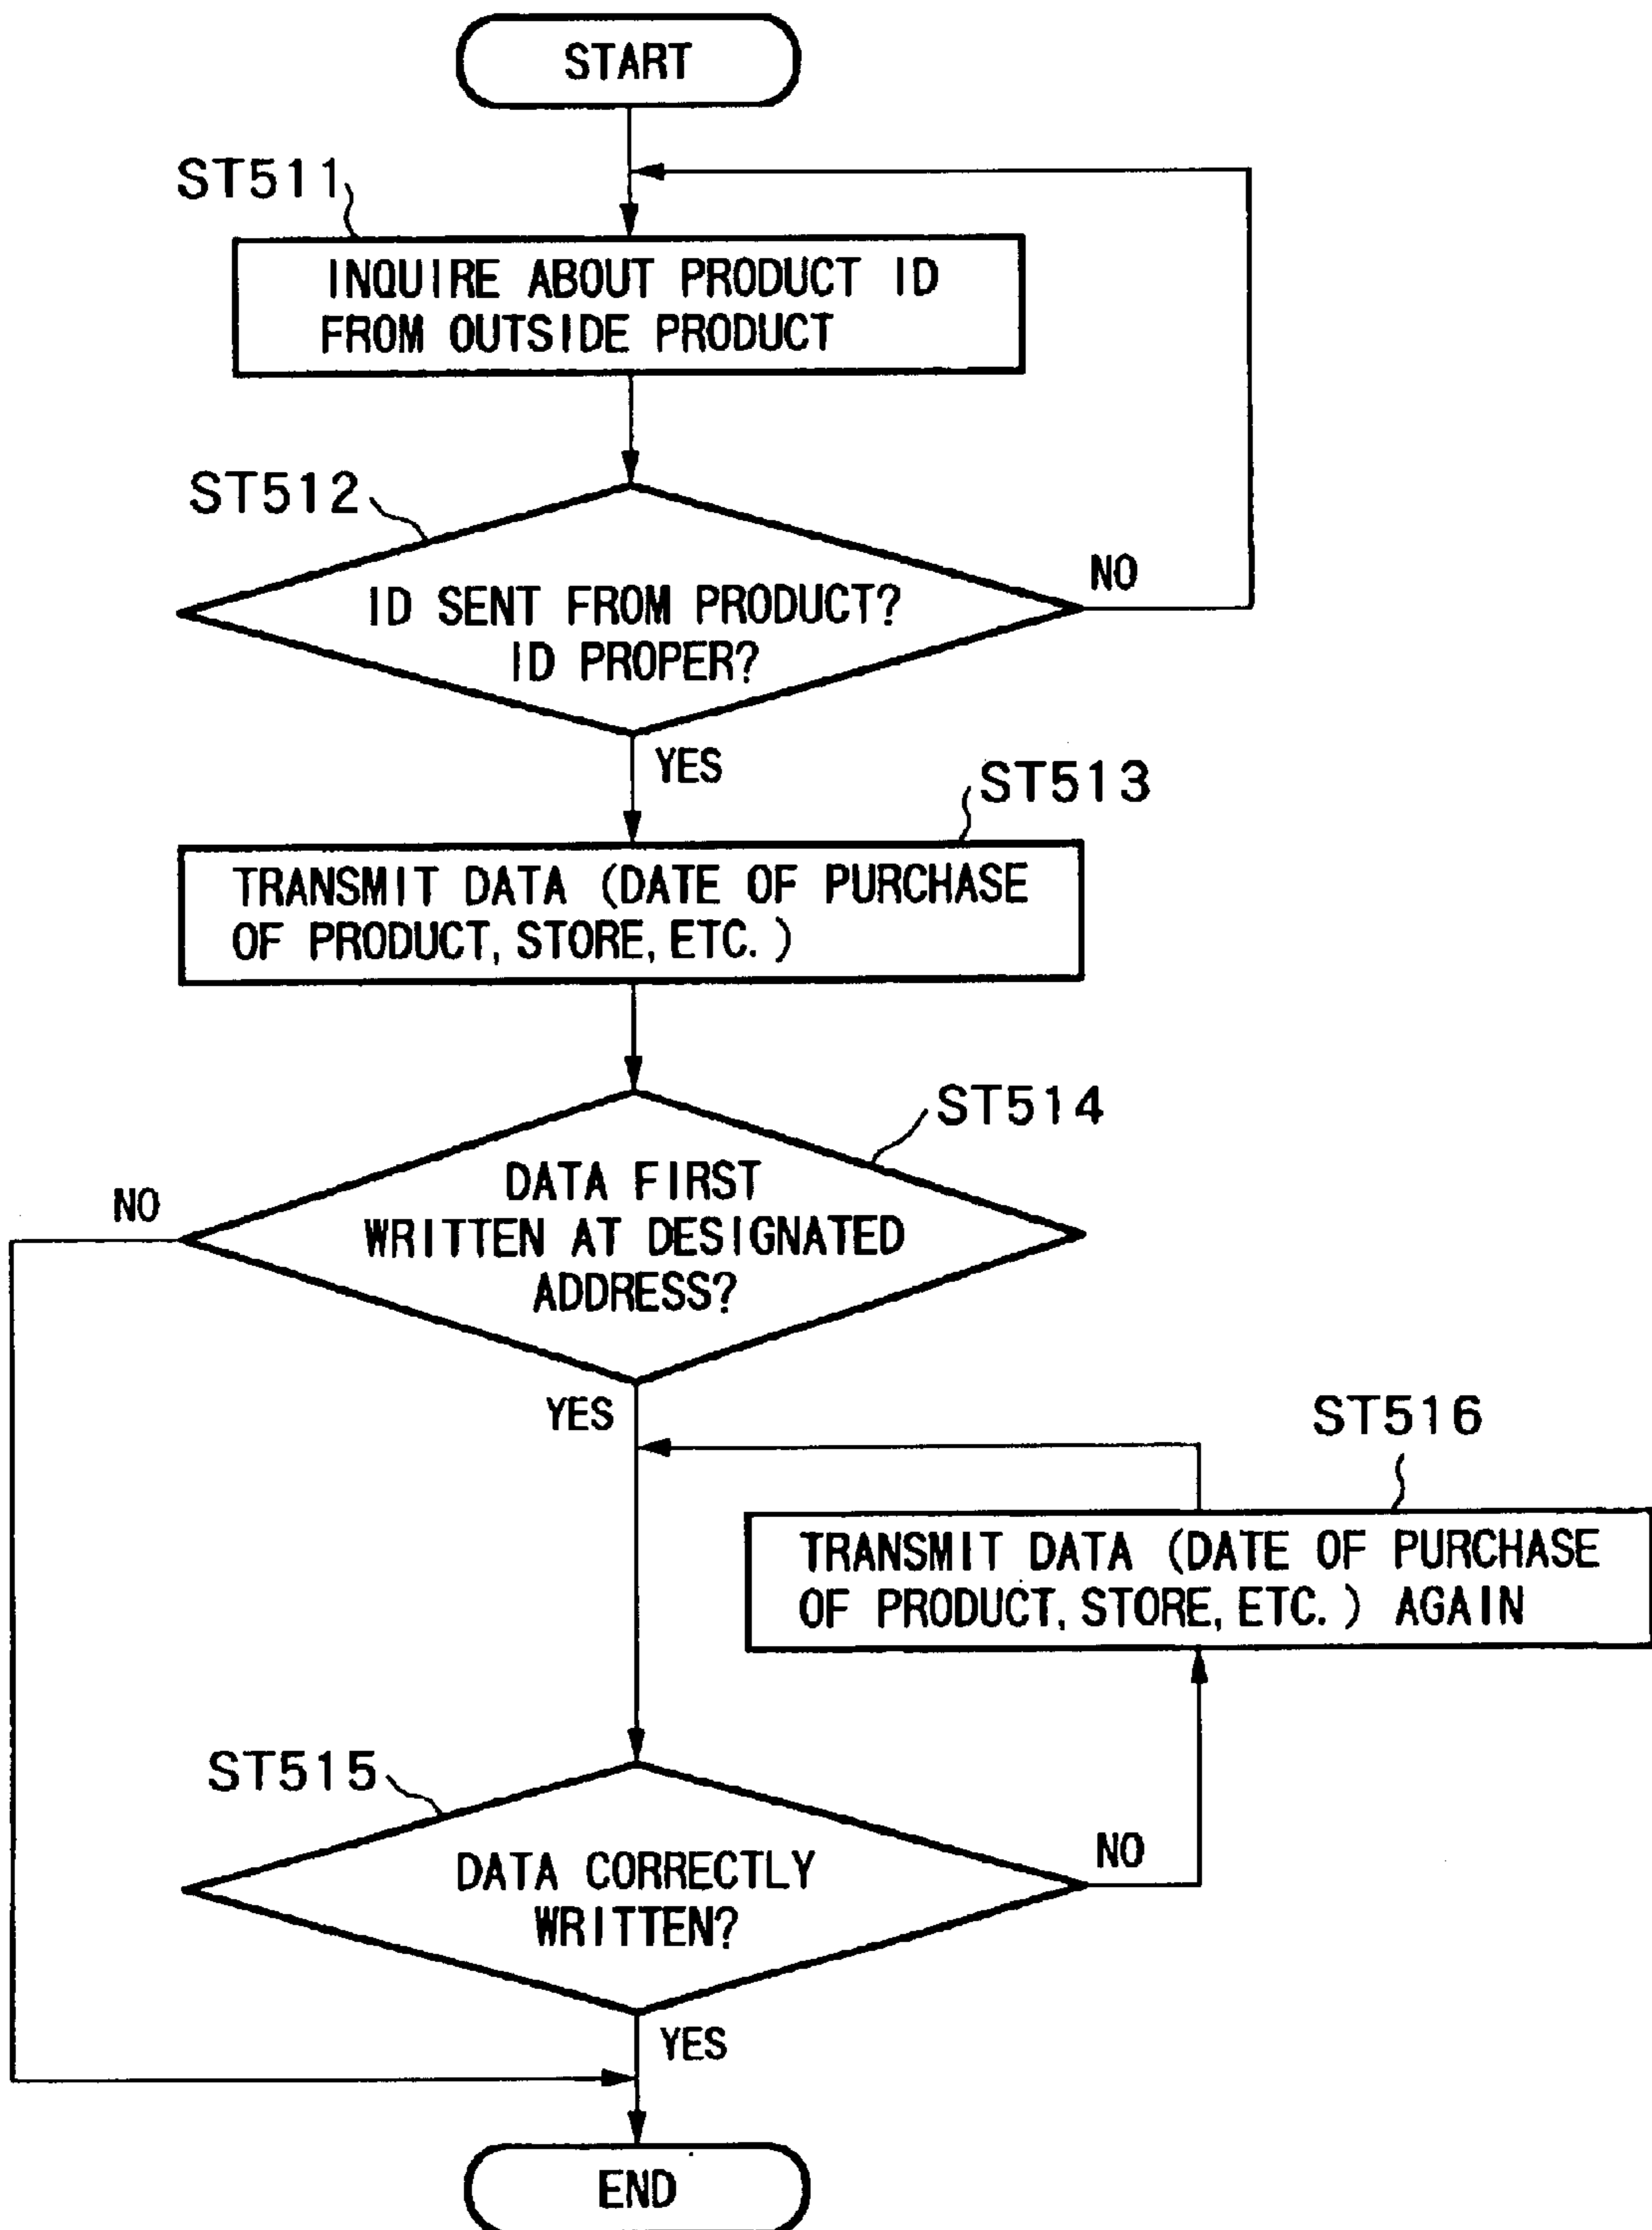 START
ST511
INQUIRE ABOUT PRODUCT ID
FROM OUTSIDE PRODUCT
ST512
ID SENT FROM PRODUCT?
ID PROPER?
NO
YES
ST513
TRANSMIT DATA (DATE OF PURCHASE
OF PRODUCT, STORE, ETC.)
ST514
DATA FIRST
WRITTEN AT DESIGNATED
ADDRESS?
NO
YES
ST516
TRANSMIT DATA (DATE OF PURCHASE
OF PRODUCT, STORE, ETC.) AGAIN
ST515
DATA CORRECTLY
WRITTEN?
NO
YES
END